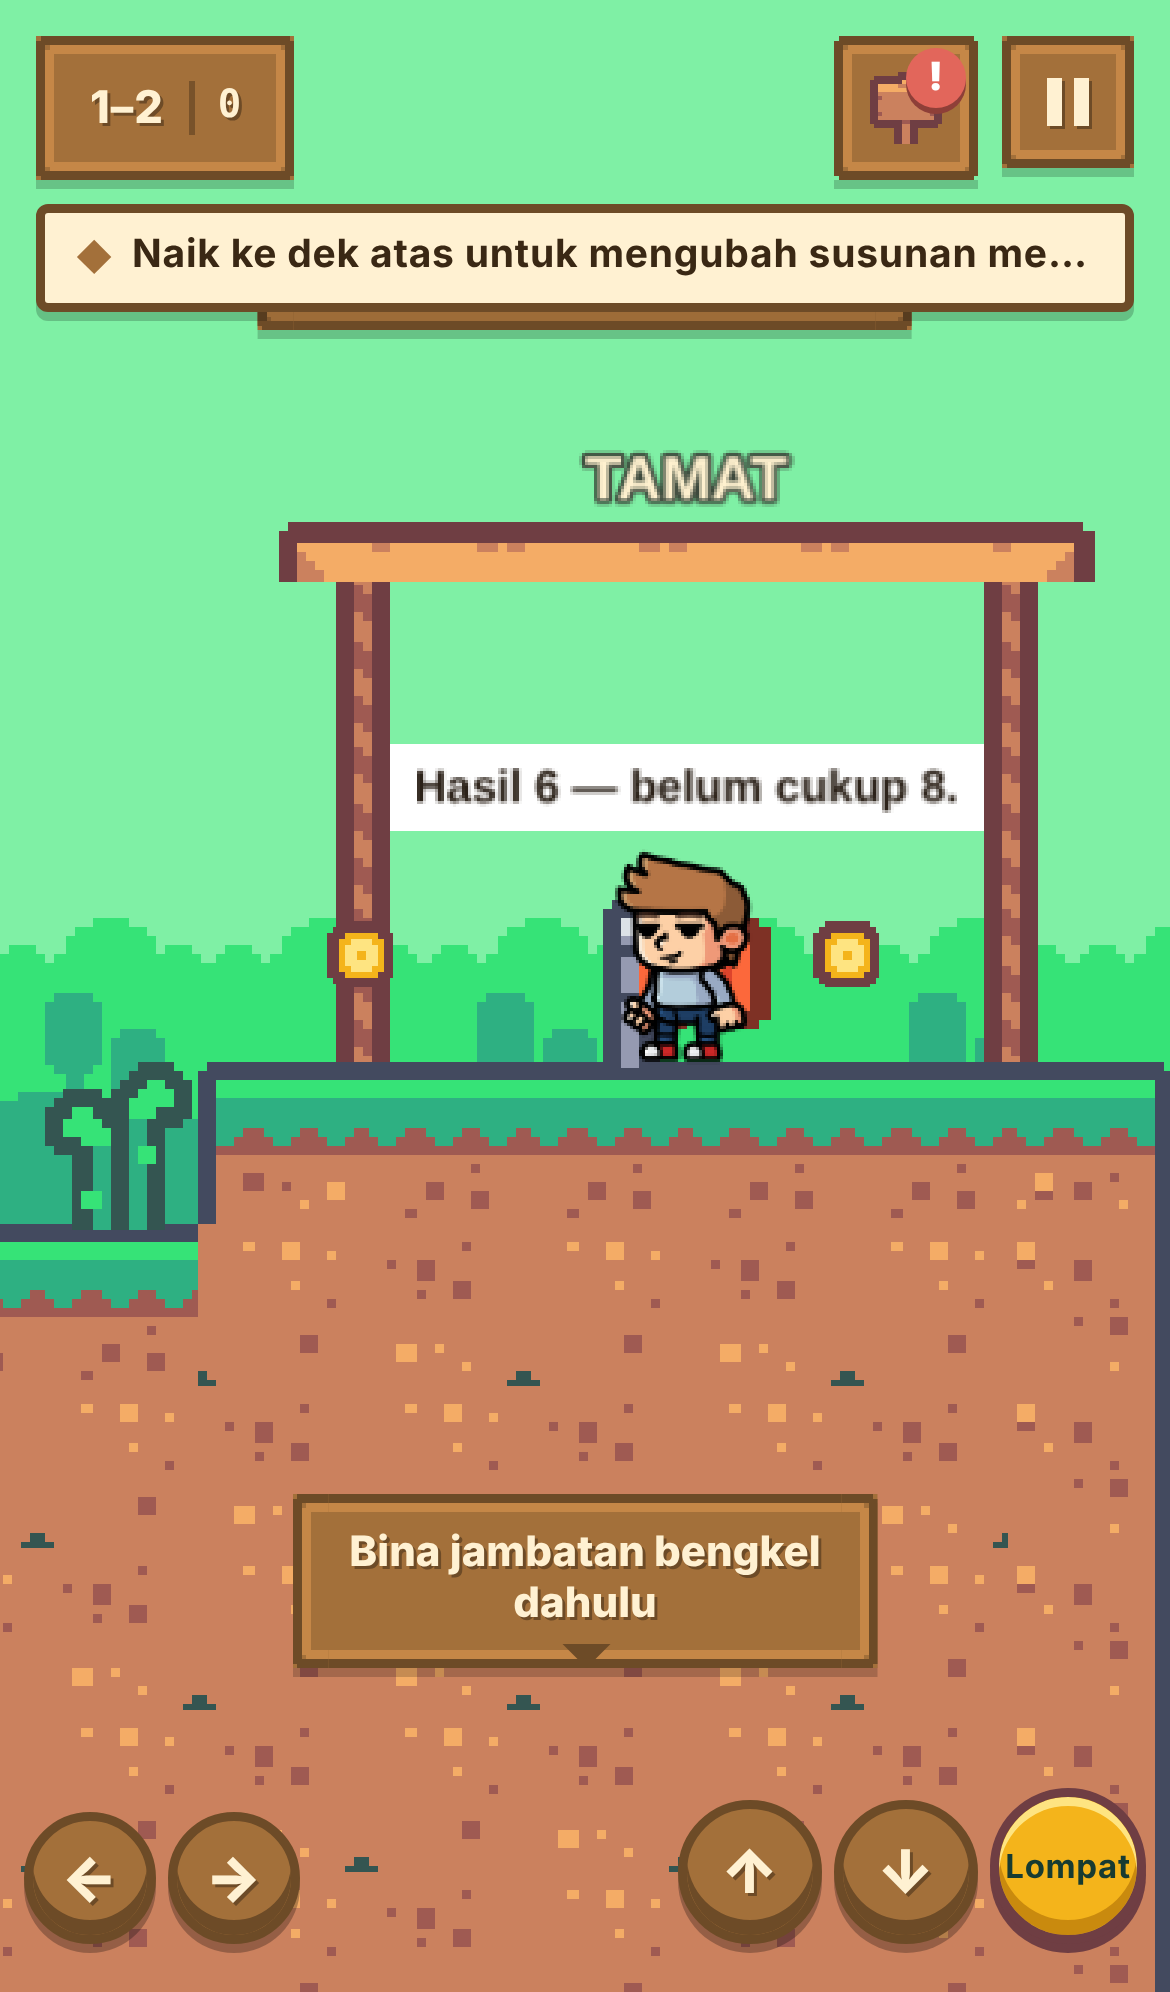 1–2 0
!
Naik ke dek atas untuk mengubah susunan me...
TAMAT
Hasil 6 — belum cukup 8.
Bina jambatan bengkel
dahulu
Lompat